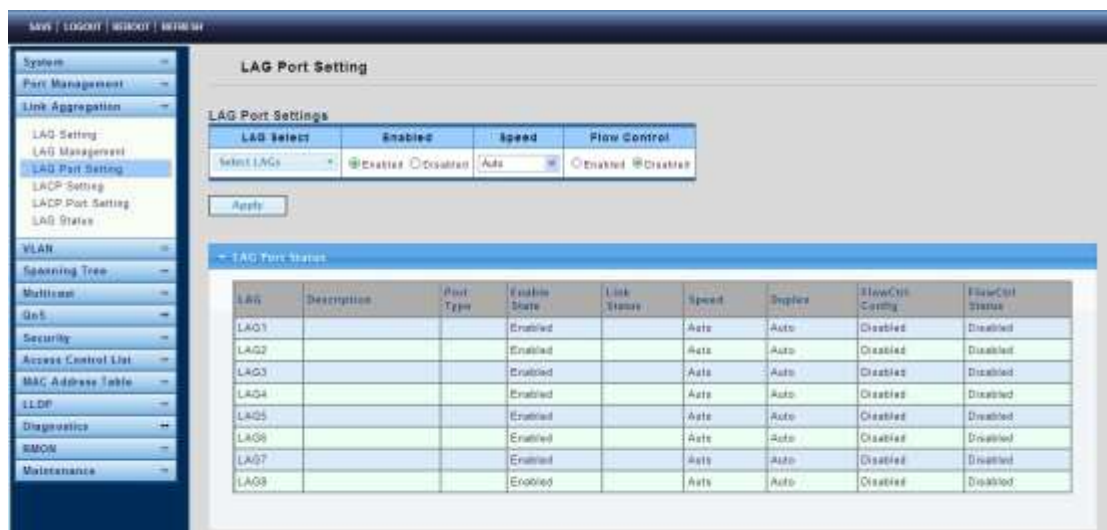 SAVE | LOGOUT | REBOOT | REFRESH
System
Port Management
Link Aggregation
LAG Setting
LAG Management
LAG Port Setting
LACP Setting
LACP Port Setting
LAG Status
VLAN
Spanning Tree
Multicast
QoS
Security
Access Control List
MAC Address Table
LLDP
Diagnostics
RMON
Maintenance
LAG Port Setting
LAG Port Settings
LAG Select Enabled Speed Flow Control
Select LAGs Enabled Disabled Auto Enabled Disabled
Apply
LAG Port Status
LAG Description Port Type Enable State Link Status Speed Duplex FlowCtrl Config FlowCtrl Status
LAG1 Enabled Auto Auto Disabled Disabled
LAG2 Enabled Auto Auto Disabled Disabled
LAG3 Enabled Auto Auto Disabled Disabled
LAG4 Enabled Auto Auto Disabled Disabled
LAG5 Enabled Auto Auto Disabled Disabled
LAG6 Enabled Auto Auto Disabled Disabled
LAG7 Enabled Auto Auto Disabled Disabled
LAG8 Enabled Auto Auto Disabled Disabled